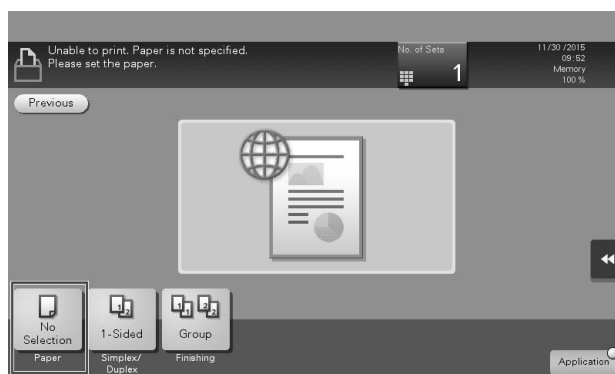 Unable to print. Paper is not specified.
Please set the paper.
No. of Sets
1
11/30 /2015
09:52
Memory
100 %
Previous
No
Selection
Paper
1-Sided
Simplex/
Duplex
Group
Finishing
Application